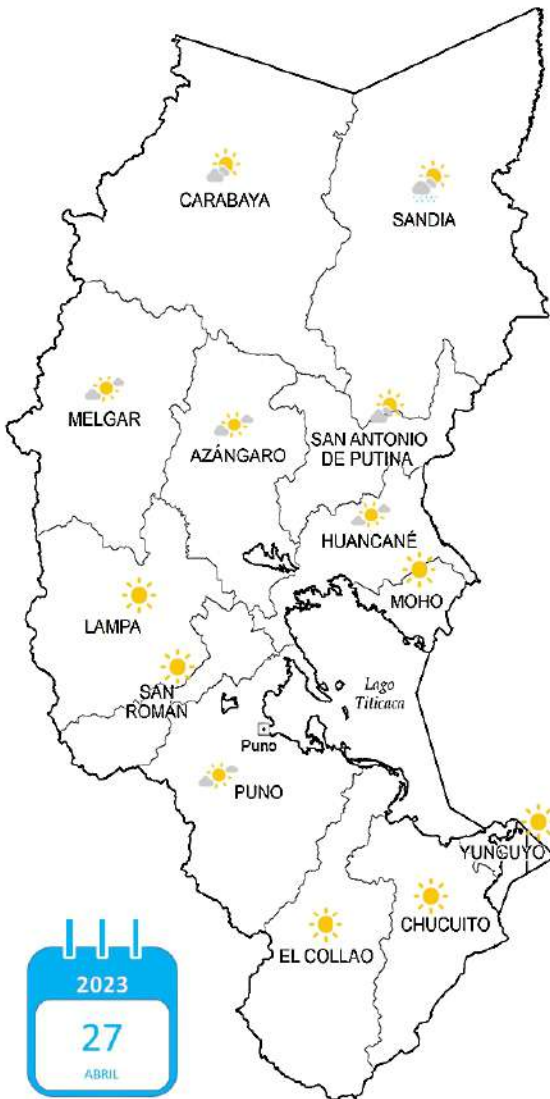 CARABAYA
SANDIA
MELGAR
AZÁNGARO
SAN ANTONIO
DE PUTINA
HUANCANÉ
MOHO
LAMPA
SAN
ROMÁN
Lago
Titicaca
Puno
PUNO
YUNGUYO
CHUCUITO
EL COLLAO
2023
27
ABRIL